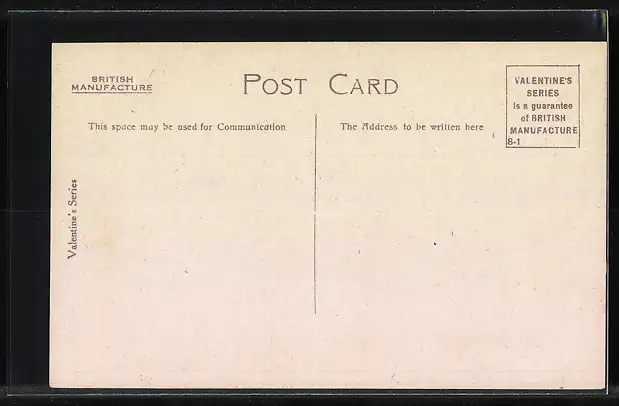 BRITISH
MANUFACTURE
POST CARD
VALENTINE'S
SERIES
Is a guarantee
of BRITISH
MANUFACTURE
B-1
This space may be used for Communication
The Address to be written here
Valentine's Series